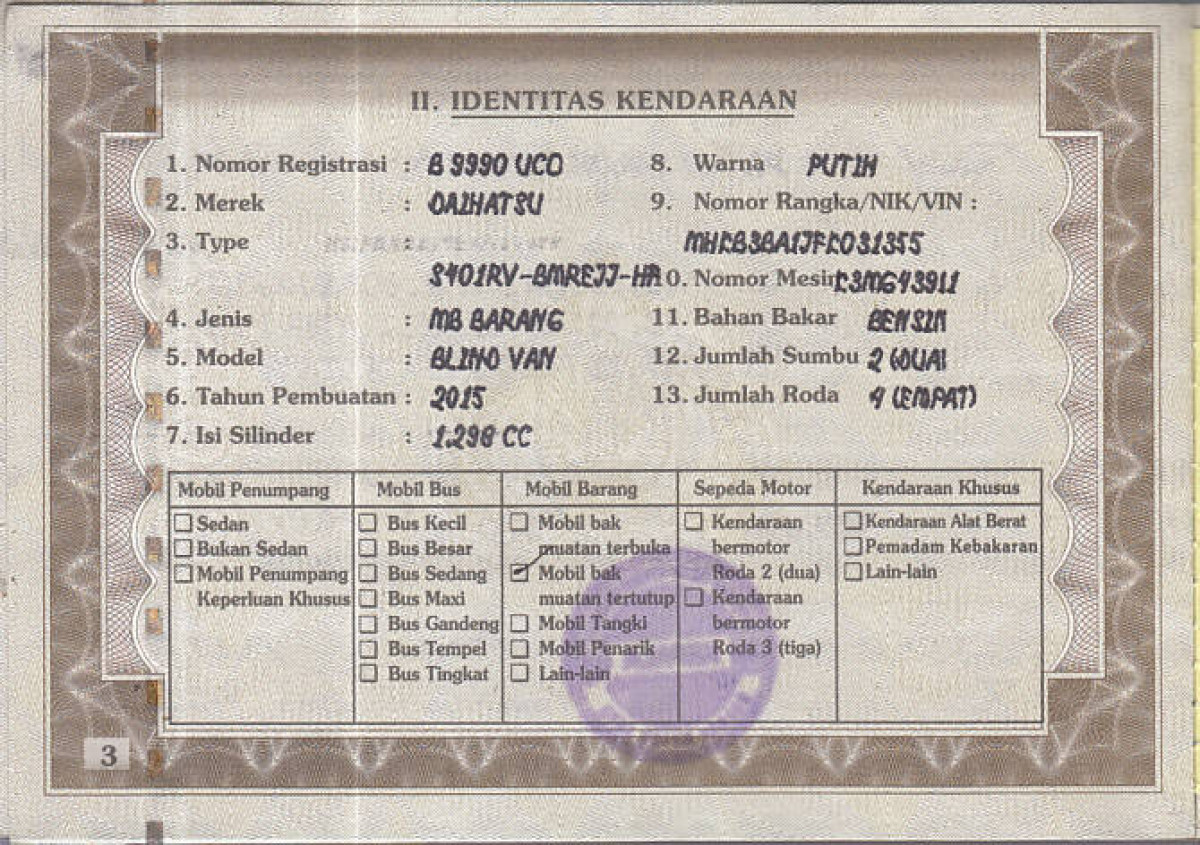 II. IDENTITAS KENDARAAN
1. Nomor Registrasi : B 9990 UCO
2. Merek : DAIHATSU
3. Type :
S401RV-BMREJJ-HA
4. Jenis : MB BARANG
5. Model : BLIND VAN
6. Tahun Pembuatan : 2015
7. Isi Silinder : 1.298 CC
8. Warna PUTIH
9. Nomor Rangka/NIK/VIN :
MHKB3BA1JFK031355
10. Nomor Mesin K3MG43911
11. Bahan Bakar BENSIN
12. Jumlah Sumbu 2 (DUA)
13. Jumlah Roda 4 (EMPAT)
Mobil Penumpang
Sedan
Bukan Sedan
Mobil Penumpang
Keperluan Khusus
Mobil Bus
Bus Kecil
Bus Besar
Bus Sedang
Bus Maxi
Bus Gandeng
Bus Tempel
Bus Tingkat
Mobil Barang
Mobil bak
muatan terbuka
Mobil bak
muatan tertutup
Mobil Tangki
Mobil Penarik
Lain-lain
Sepeda Motor
Kendaraan
bermotor
Roda 2 (dua)
Kendaraan
bermotor
Roda 3 (tiga)
Kendaraan Khusus
Kendaraan Alat Berat
Pemadam Kebakaran
Lain-lain
3